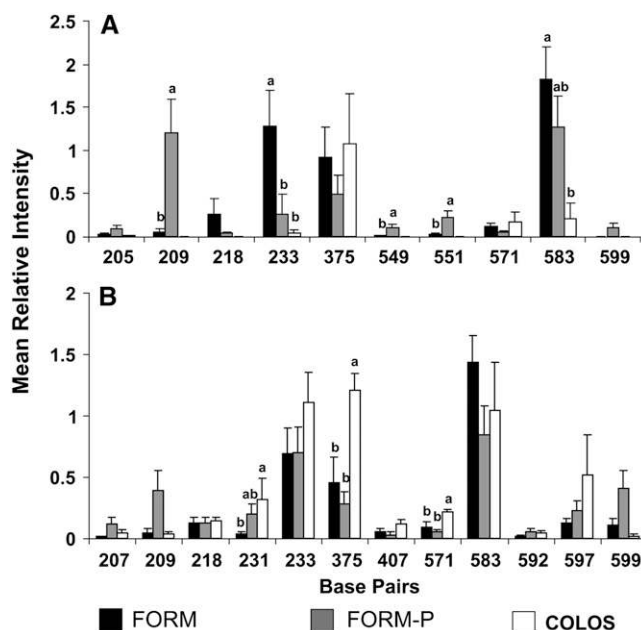 A
Mean Relative Intensity
2.5
2
1.5
1
0.5
0
b a
a b b
b a
b a
a ab b
205 209 218 233 375 549 551 571 583 599
B
2
1.5
1
0.5
0
b ab a
b b a
b b a
207 209 218 231 233 375 407 571 583 592 597 599
Base Pairs
FORM FORM-P COLOS